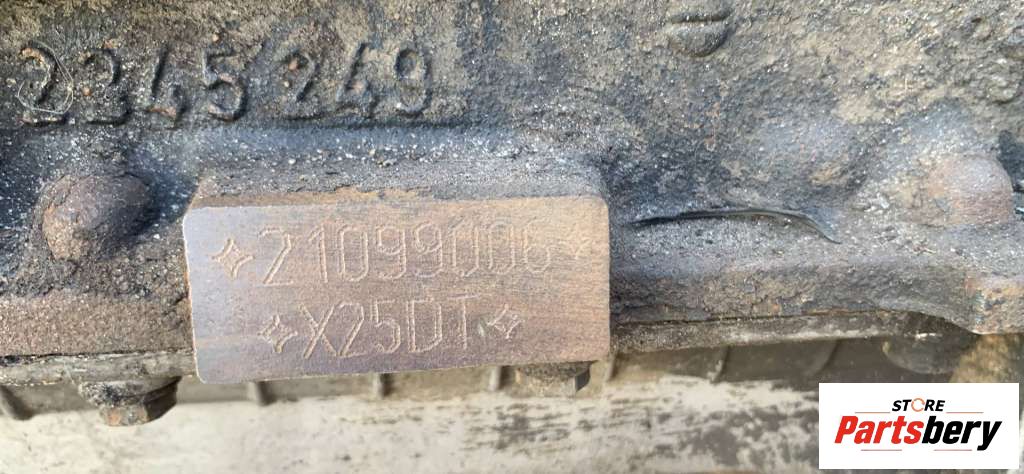 2345249
✧21099006✧
✧X25DT✧
STORE
Partsbery